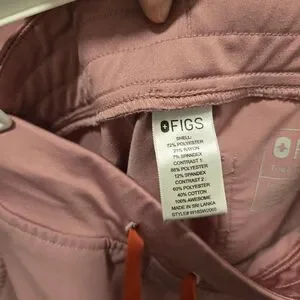 FIGS
SHELL:
72% POLYESTER
21% RAYON
7% SPANDEX
CONTRAST 1:
88% POLYESTER
12% SPANDEX
CONTRAST 2:
60% POLYESTER
40% COTTON
100% AWESOME
MADE IN SRI LANKA